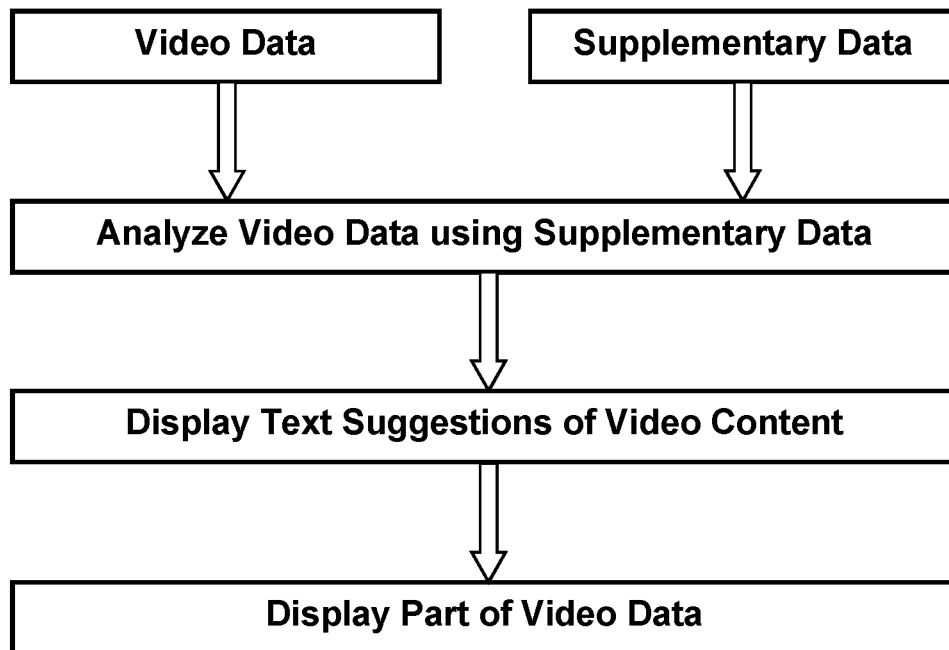 Video Data
Supplementary Data
Analyze Video Data using Supplementary Data
Display Text Suggestions of Video Content
Display Part of Video Data